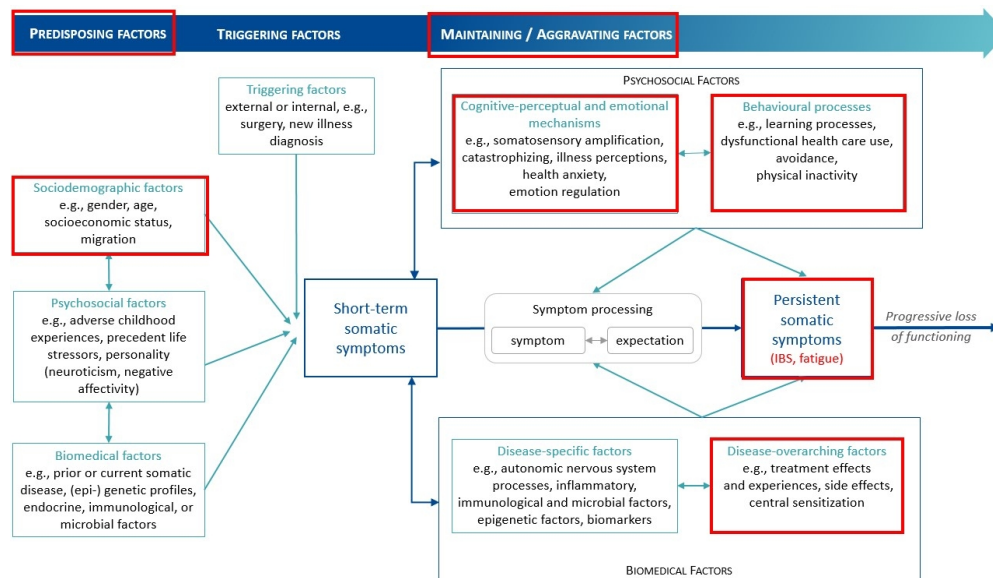 PREDISPOSING FACTORS
TRIGGERING FACTORS
MAINTAINING / AGGRAVATING FACTORS
Triggering factors
external or internal, e.g.,
surgery, new illness
diagnosis
Sociodemographic factors
e.g., gender, age,
socioeconomic status,
migration
Psychosocial factors
e.g., adverse childhood
experiences, precedent life
stressors, personality
(neuroticism, negative
affectivity)
Biomedical factors
e.g., prior or current somatic
disease, (epi-) genetic profiles,
endocrine, immunological, or
microbial factors
Short-term
somatic
symptoms
PSYCHOSOCIAL FACTORS
Cognitive-perceptual and emotional
mechanisms
e.g., somatosensory amplification,
catastrophizing, illness perceptions,
health anxiety,
emotion regulation
Behavioural processes
e.g., learning processes,
dysfunctional health care use,
avoidance,
physical inactivity
Symptom processing
symptom
expectation
Persistent
somatic
symptoms
(IBS, fatigue)
Progressive loss
of functioning
Disease-specific factors
e.g., autonomic nervous system
processes, inflammatory,
immunological and microbial factors,
epigenetic factors, biomarkers
Disease-overarching factors
e.g., treatment effects
and experiences, side effects,
central sensitization
BIOMEDICAL FACTORS